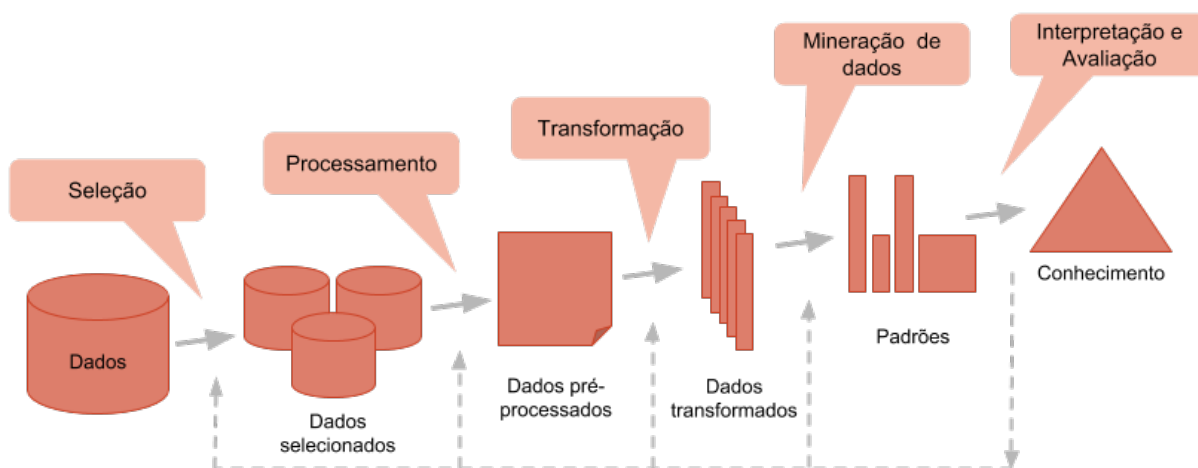 Seleção
Processamento
Transformação
Mineração de
dados
Interpretação e
Avaliação
Dados
Dados
selecionados
Dados pré-
processados
Dados
transformados
Padrões
Conhecimento